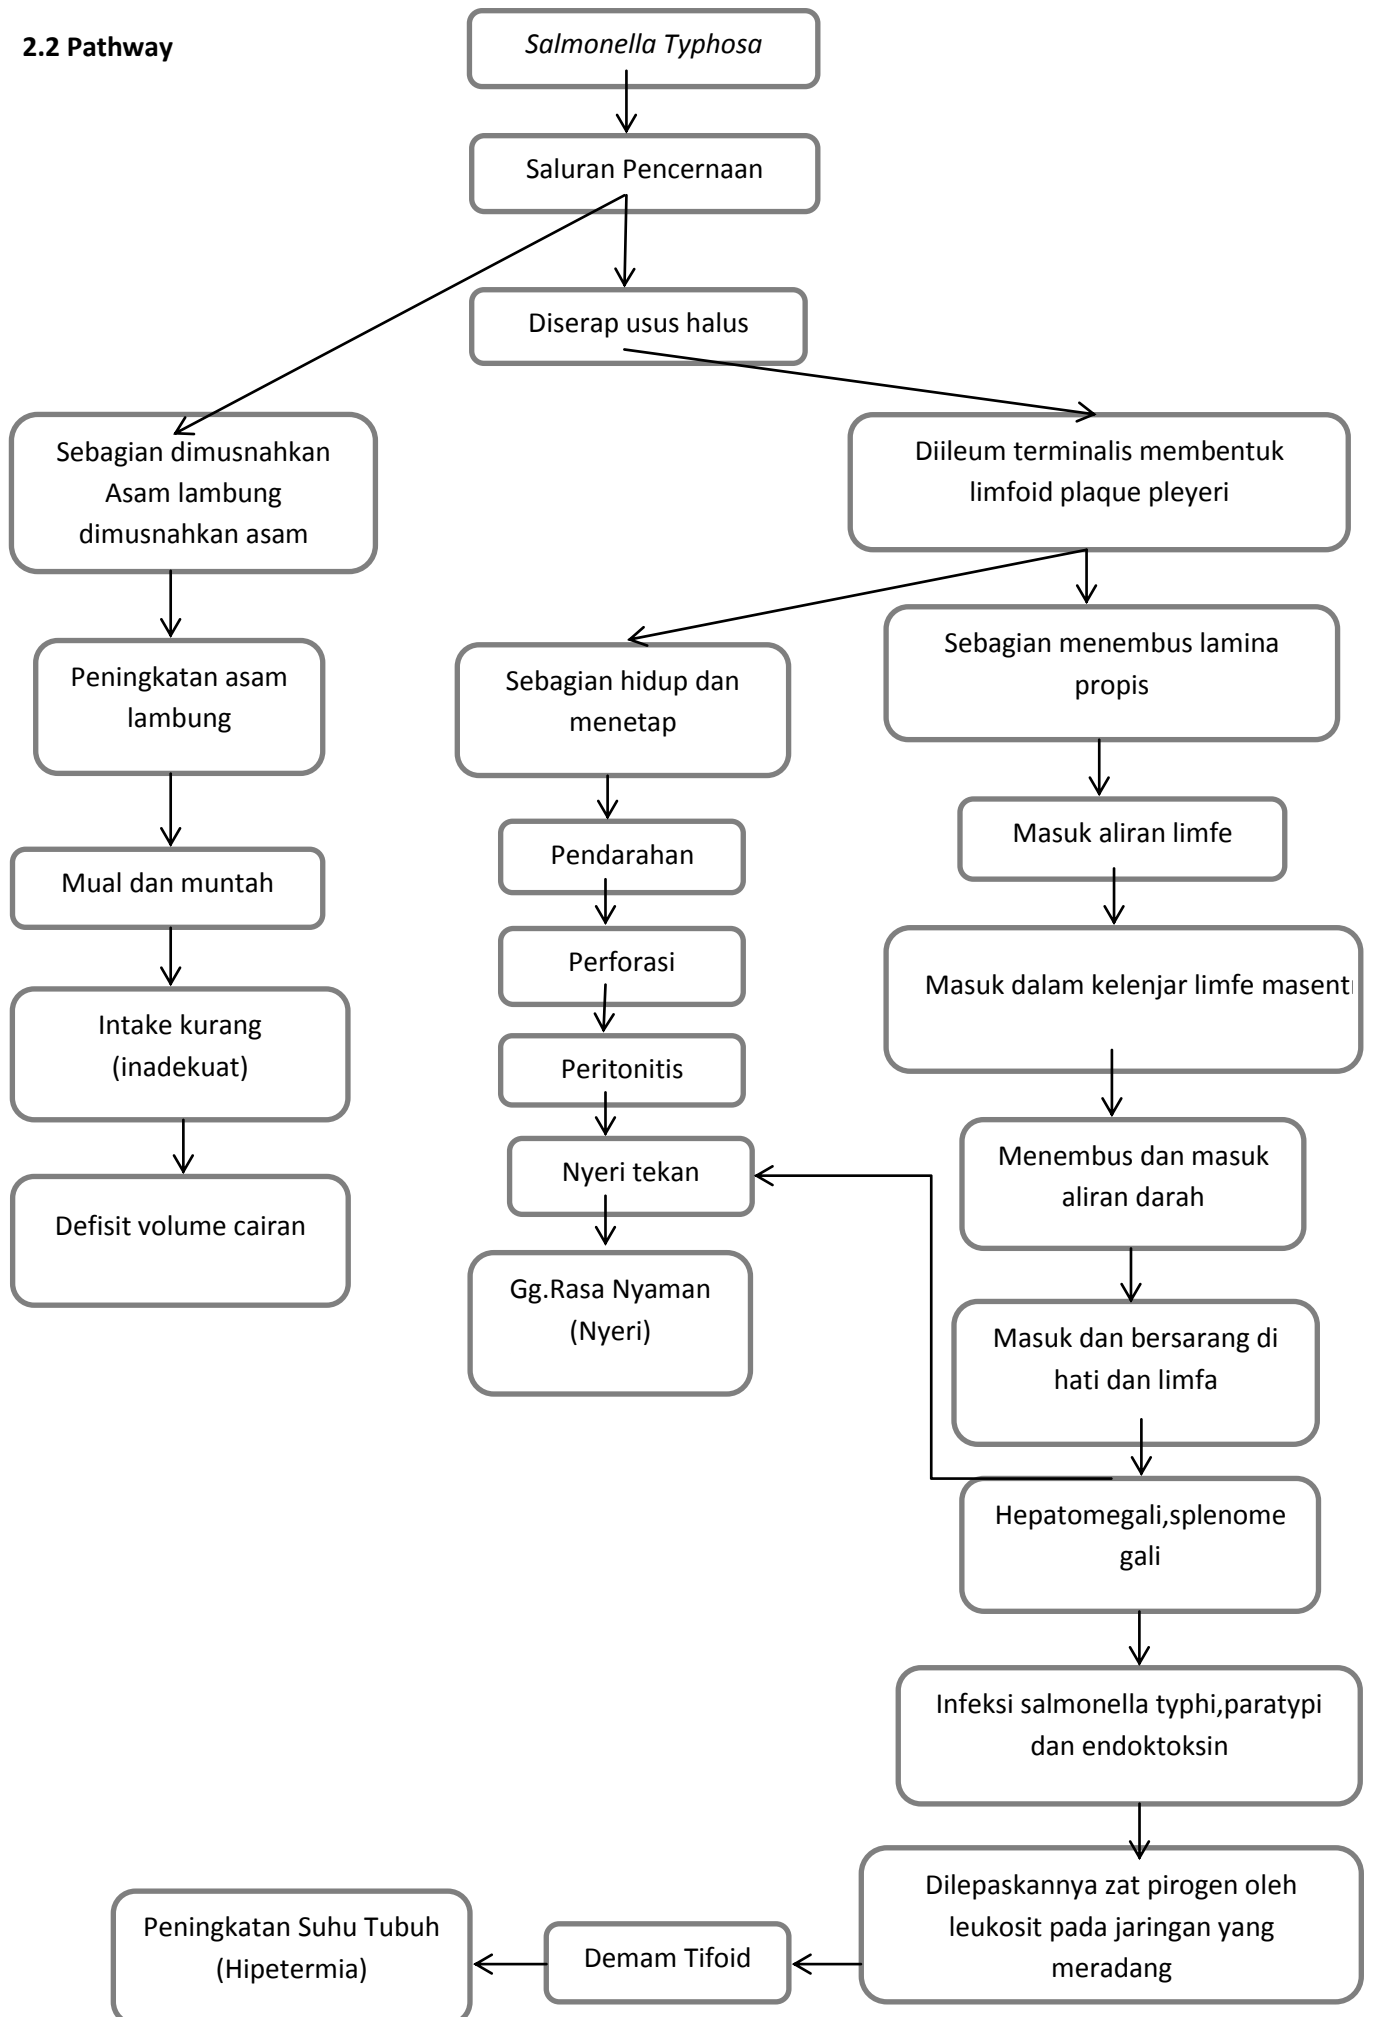 2.2 Pathway
Salmonella Typhosa
Saluran Pencernaan
Diserap usus halus
Sebagian dimusnahkan
Asam lambung
dimusnahkan asam
Peningkatan asam
lambung
Mual dan muntah
Intake kurang
(inadekuat)
Defisit volume cairan
Diileum terminalis membentuk
limfoid plaque pleyeri
Sebagian hidup dan
menetap
Pendarahan
Perforasi
Peritonitis
Nyeri tekan
Gg.Rasa Nyaman
(Nyeri)
Sebagian menembus lamina
propis
Masuk aliran limfe
Masuk dalam kelenjar limfe
Menembus dan masuk
aliran darah
Masuk dan bersarang di
hati dan limfa
Hepatomegali,splenome
gali
Infeksi salmonella typhi,paratypi
dan endoktoksin
Dilepaskannya zat pirogen oleh
leukosit pada jaringan yang
meradang
Demam Tifoid
Peningkatan Suhu Tubuh
(Hipetermia)